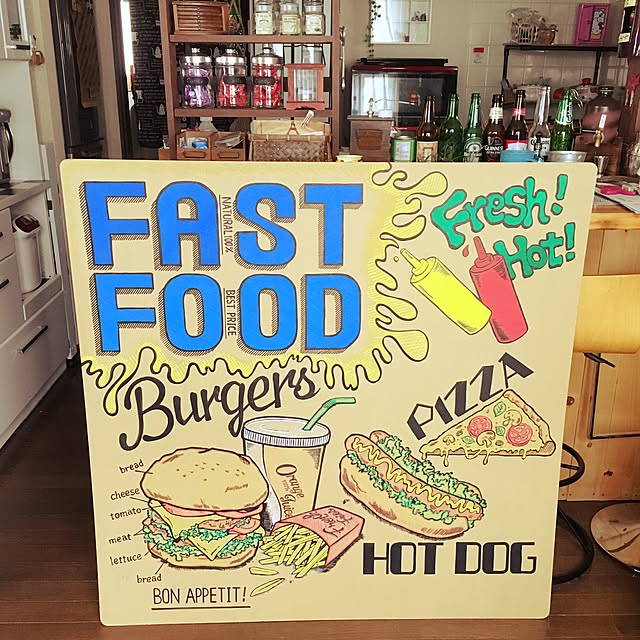 FAST
NATURAL 100%
FOOD
BEST PRICE
Fresh!
Hot!
Burgers
PIZZA
bread
cheese
tomato
meat
lettuce
bread
Orange
Juice
HOT DOG
BON APPETIT!